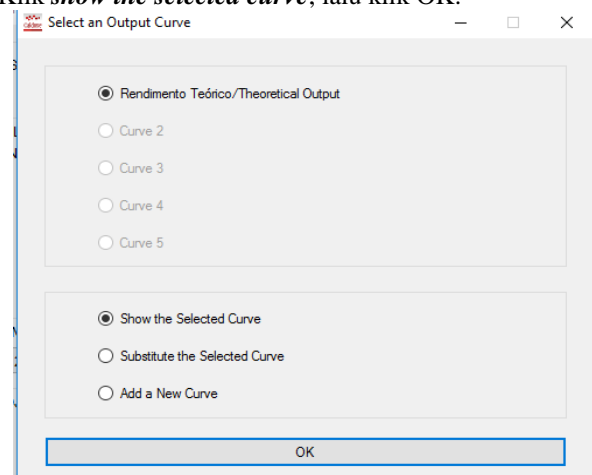 Klik show the selected curve, lalu klik OK.
Select an Output Curve
Rendimento Teórico/Theoretical Output
Curve 2
Curve 3
Curve 4
Curve 5
Show the Selected Curve
Substitute the Selected Curve
Add a New Curve
OK